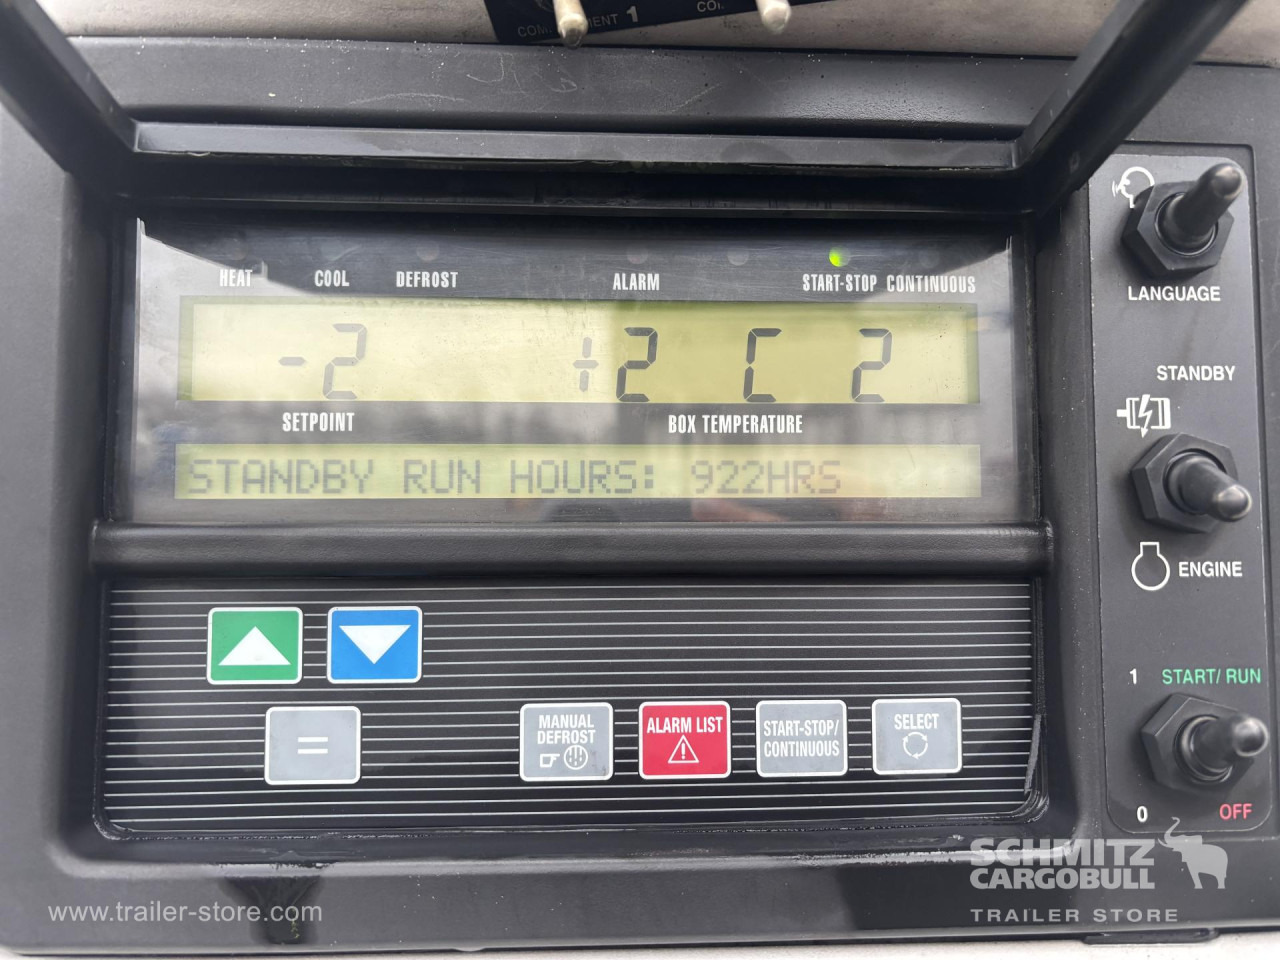 1
HEAT COOL DEFROST ALARM START-STOP CONTINUOUS
-2 +2 C 2
SETPOINT BOX TEMPERATURE
STANDBY RUN HOURS: 922HRS
MANUAL DEFROST
ALARM LIST
START-STOP/
CONTINUOUS
SELECT
LANGUAGE
STANDBY
ENGINE
1 START/RUN
0 OFF
SCHMITZ
CARGOBULL
TRAILER STORE
www.trailer-store.com